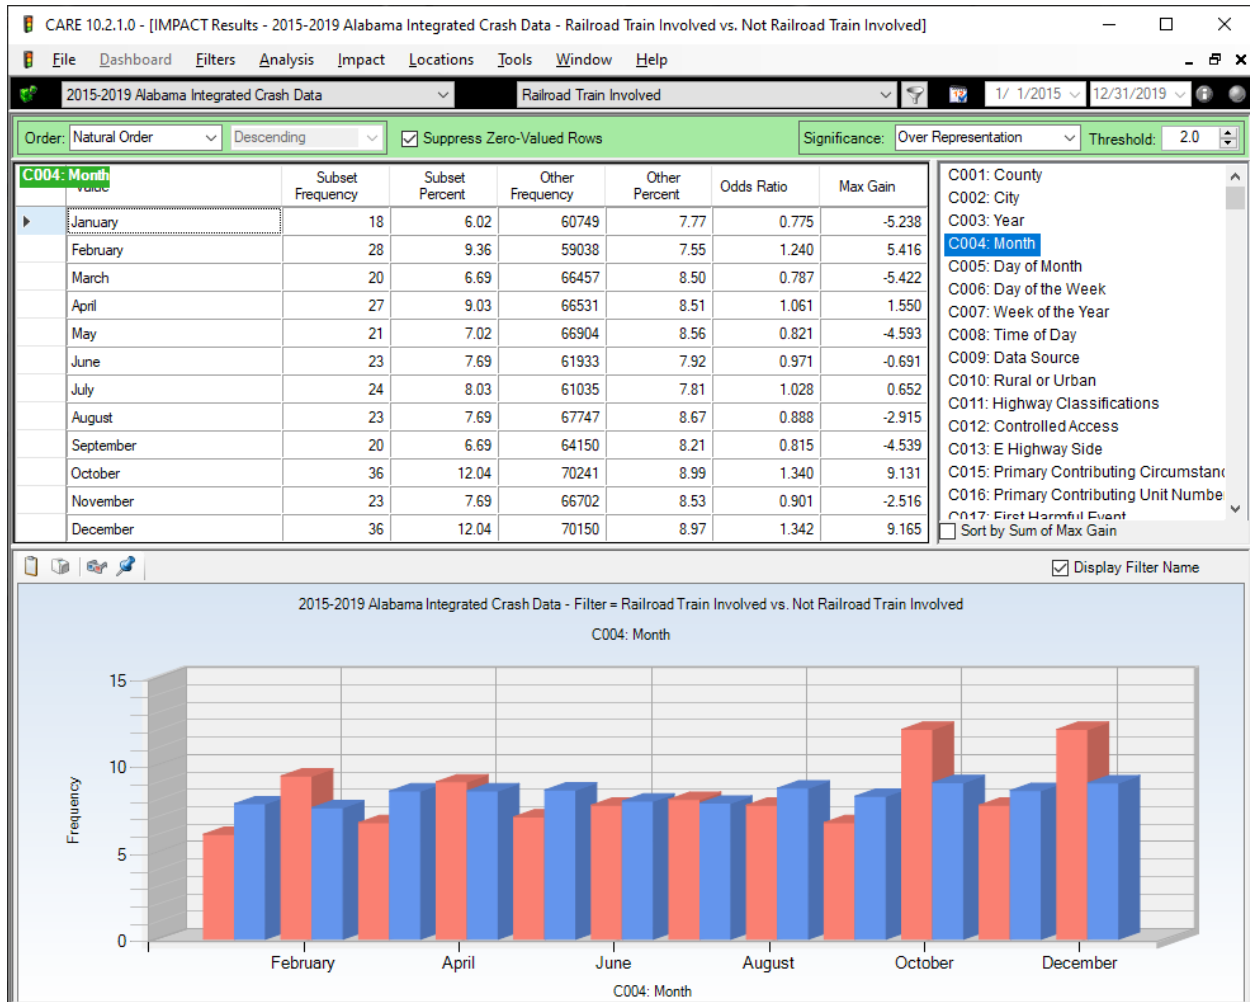 CARE 10.2.1.0 - [IMPACT Results - 2015-2019 Alabama Integrated Crash Data - Railroad Train Involved vs. Not Railroad Train Involved]
File Dashboard Filters Analysis Impact Locations Tools Window Help
2015-2019 Alabama Integrated Crash Data Railroad Train Involved 1/ 1/2015 12/31/2019
Order: Natural Order Descending Suppress Zero-Valued Rows Significance: Over Representation Threshold: 2.0
C004: Month
Value Subset Frequency Subset Percent Other Frequency Other Percent Odds Ratio Max Gain
January 18 6.02 60749 7.77 0.775 -5.238
February 28 9.36 59038 7.55 1.240 5.416
March 20 6.69 66457 8.50 0.787 -5.422
April 27 9.03 66531 8.51 1.061 1.550
May 21 7.02 66904 8.56 0.821 -4.593
June 23 7.69 61933 7.92 0.971 -0.691
July 24 8.03 61035 7.81 1.028 0.652
August 23 7.69 67747 8.67 0.888 -2.915
September 20 6.69 64150 8.21 0.815 -4.539
October 36 12.04 70241 8.99 1.340 9.131
November 23 7.69 66702 8.53 0.901 -2.516
December 36 12.04 70150 8.97 1.342 9.165
C001: County
C002: City
C003: Year
C004: Month
C005: Day of Month
C006: Day of the Week
C007: Week of the Year
C008: Time of Day
C009: Data Source
C010: Rural or Urban
C011: Highway Classifications
C012: Controlled Access
C013: E Highway Side
C015: Primary Contributing Circumstanc
C016: Primary Contributing Unit Numbe
C017: First Harmful Event
Sort by Sum of Max Gain
Display Filter Name
2015-2019 Alabama Integrated Crash Data - Filter = Railroad Train Involved vs. Not Railroad Train Involved
C004: Month
15
10
5
0
Frequency
February April June August October December
C004: Month